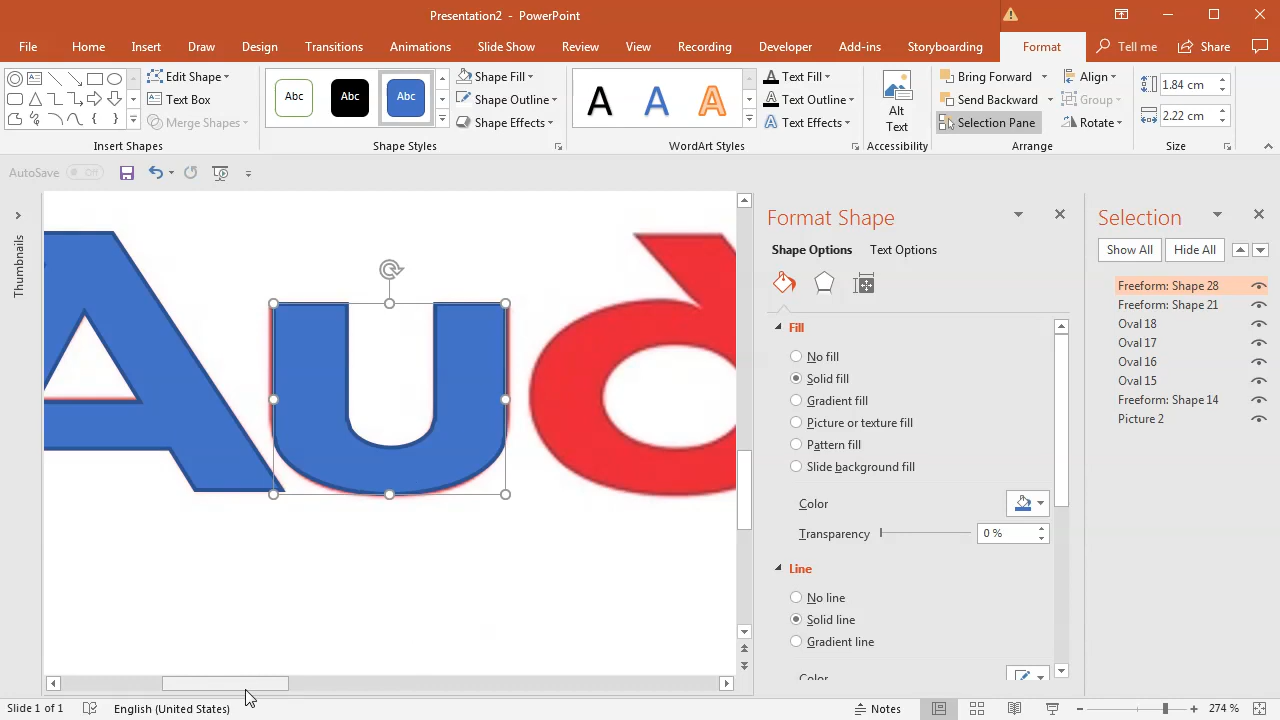 Presentation2 - PowerPoint
File Home Insert Draw Design Transitions Animations Slide Show Review View Recording Developer Add-ins Storyboarding Format Tell me Share
Edit Shape Abc Abc Abc Shape Fill A A A Text Fill Alt Text Bring Forward Align 1.84 cm
Text Box Shape Outline Text Outline Send Backward Group 2.22 cm
Merge Shapes Shape Effects Text Effects Selection Pane Rotate
Insert Shapes Shape Styles WordArt Styles Accessibility Arrange Size
AutoSave Off
Thumbnails
Aud
Format Shape
Shape Options Text Options
Fill
No fill
Solid fill
Gradient fill
Picture or texture fill
Pattern fill
Slide background fill
Color
Transparency 0 %
Line
No line
Solid line
Gradient line
Color
Selection
Show All Hide All
Freeform: Shape 28
Freeform: Shape 21
Oval 18
Oval 17
Oval 16
Oval 15
Freeform: Shape 14
Picture 2
Slide 1 of 1 English (United States) Notes 274 %